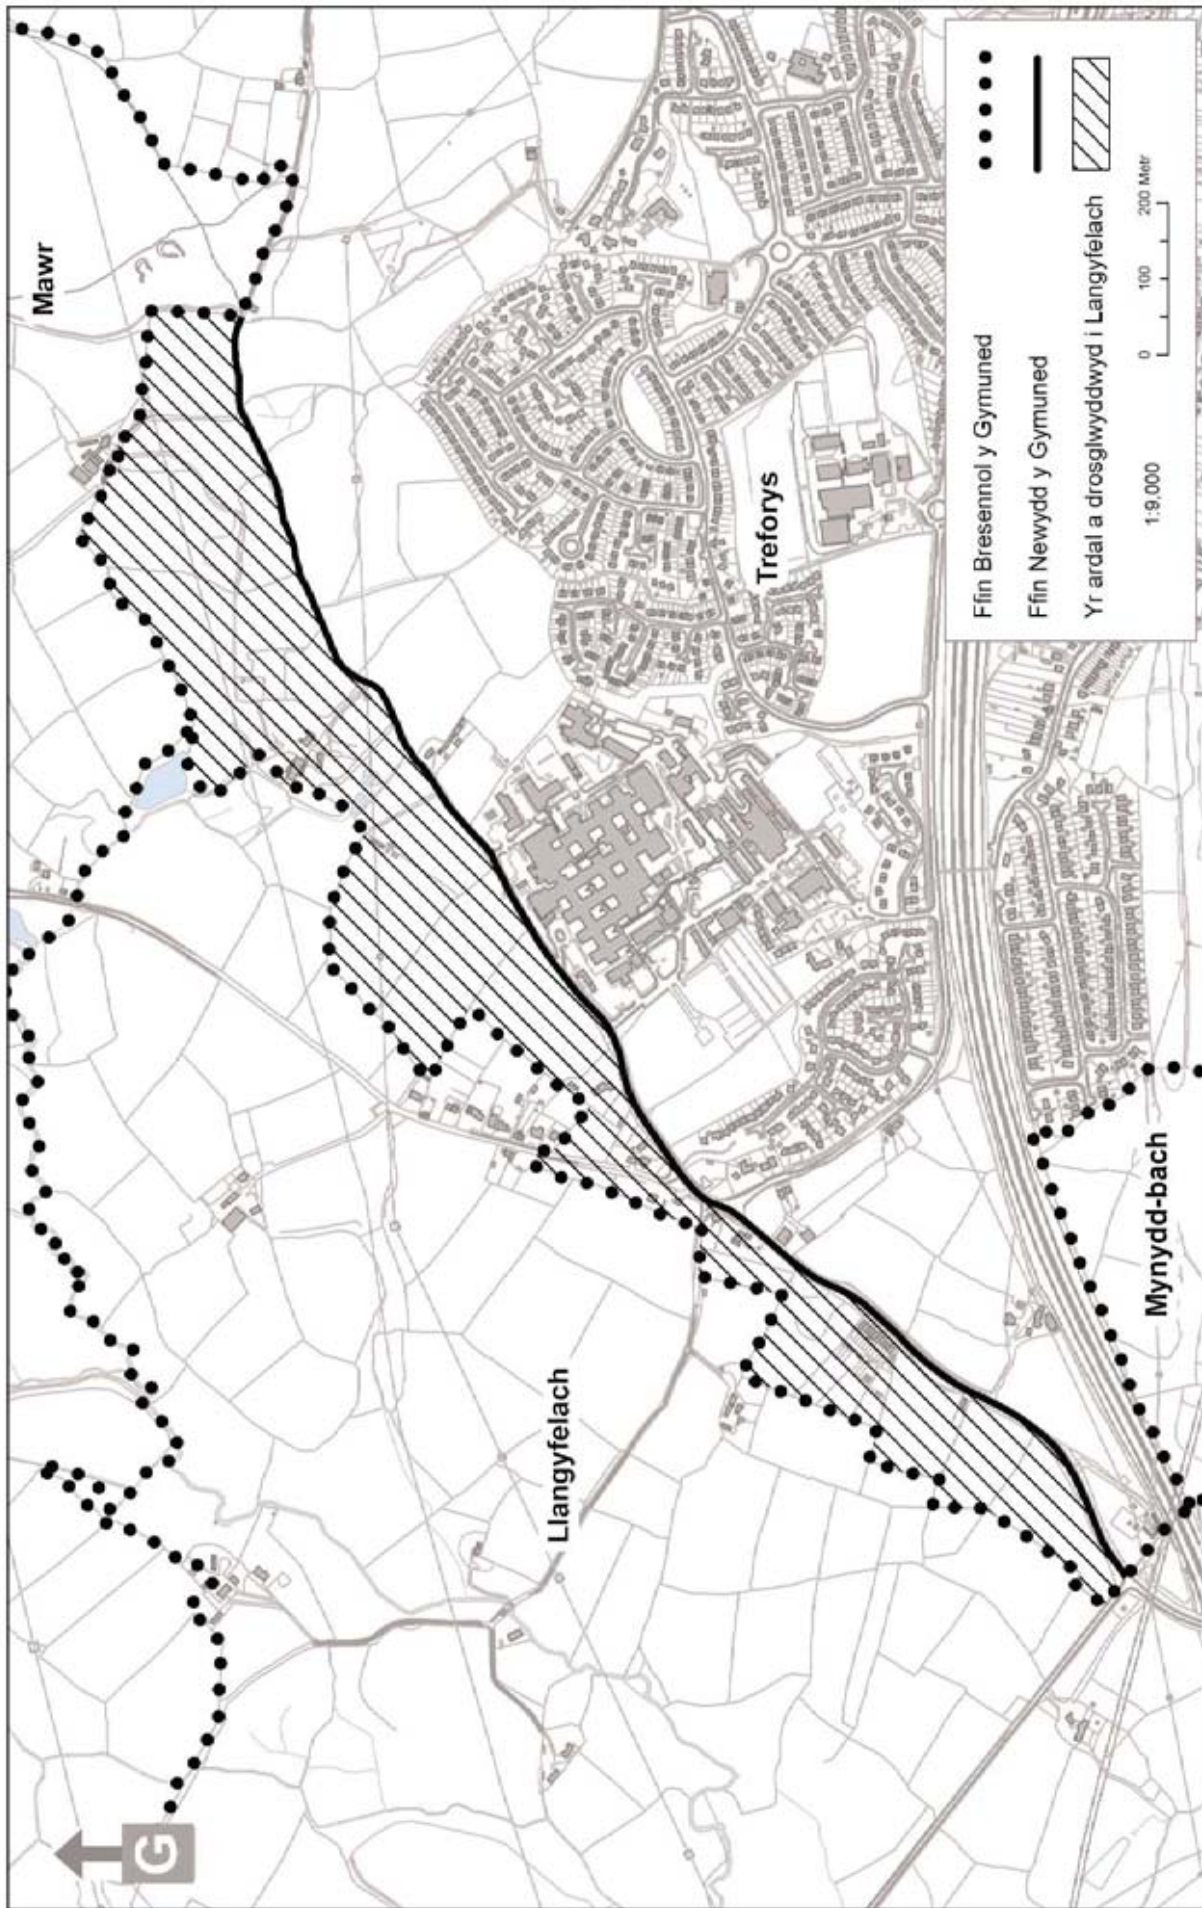 G
Mawr
Llangyfelach
Treforys
Mynydd-bach
Ffin Bresennol y Gymuned
Ffin Newydd y Gymuned
Yr ardal a drosglwyddwyd i Langyfelach
1:9,000
0 100 200 Metr